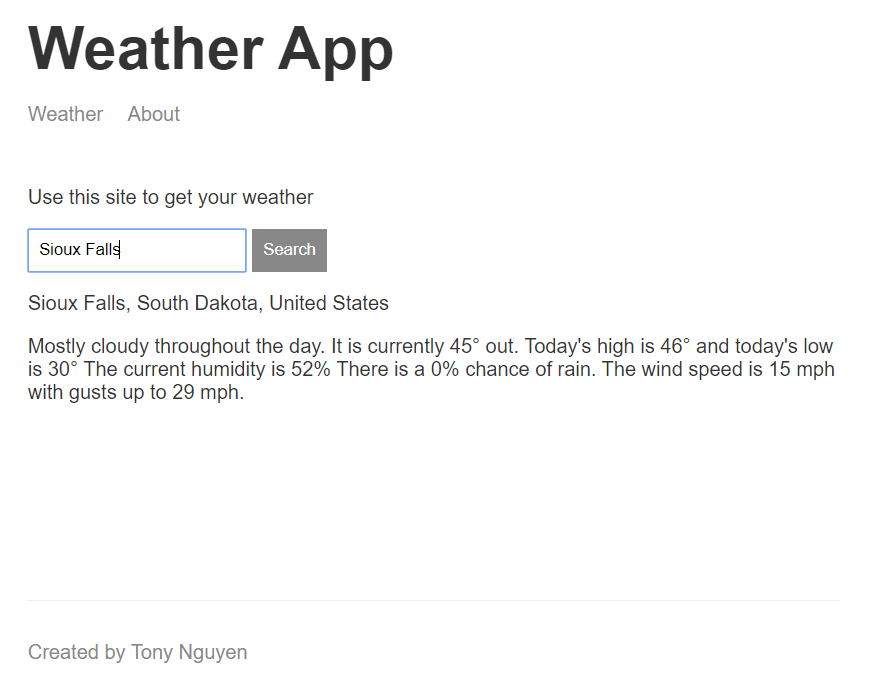 Weather App
Weather About
Use this site to get your weather
Sioux Falls Search
Sioux Falls, South Dakota, United States
Mostly cloudy throughout the day. It is currently 45° out. Today's high is 46° and today's low
is 30° The current humidity is 52% There is a 0% chance of rain. The wind speed is 15 mph
with gusts up to 29 mph.
Created by Tony Nguyen